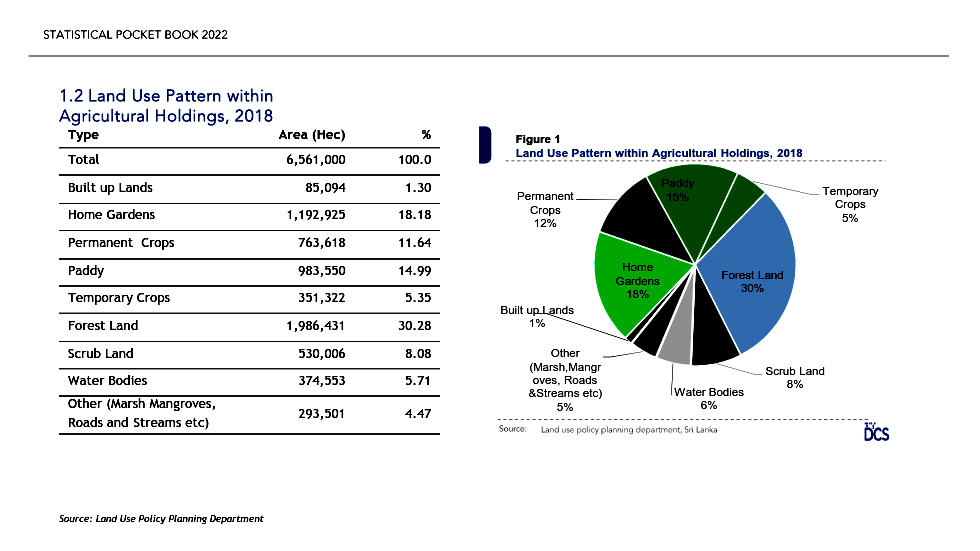 STATISTICAL POCKET BOOK 2022
1.2 Land Use Pattern within
Agricultural Holdings, 2018
Type Area (Hec) %
Total 6,561,000 100.0
Built up Lands 85,094 1.30
Home Gardens 1,192,925 18.18
Permanent Crops 763,618 11.64
Paddy 983,550 14.99
Temporary Crops 351,322 5.35
Forest Land 1,986,431 30.28
Scrub Land 530,006 8.08
Water Bodies 374,553 5.71
Other (Marsh Mangroves,
Roads and Streams etc) 293,501 4.47
Figure 1
Land Use Pattern within Agricultural Holdings, 2018
Paddy
15%
Temporary
Crops
5%
Permanent
Crops
12%
Forest Land
30%
Home
Gardens
18%
Built up Lands
1%
Other
(Marsh,Mangr
oves, Roads
&Streams etc)
5%
Water Bodies
6%
Scrub Land
8%
Source: Land use policy planning department, Sri Lanka
DCS
Source: Land Use Policy Planning Department